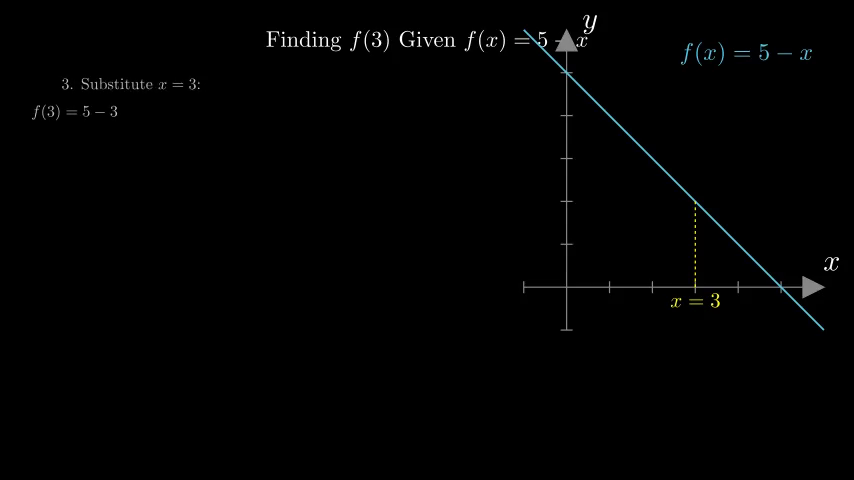 Finding f(3) Given f(x) = 5 − x
y
f(x) = 5 − x
3. Substitute x = 3:
f(3) = 5 − 3
x
x = 3